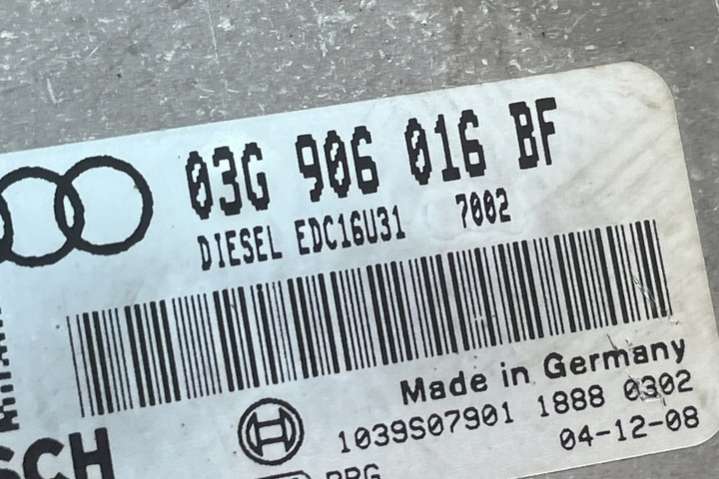 03G 906 016 BF
DIESEL EDC16U31 7002
Made in Germany
1039S07901 1888 0302
04-12-08